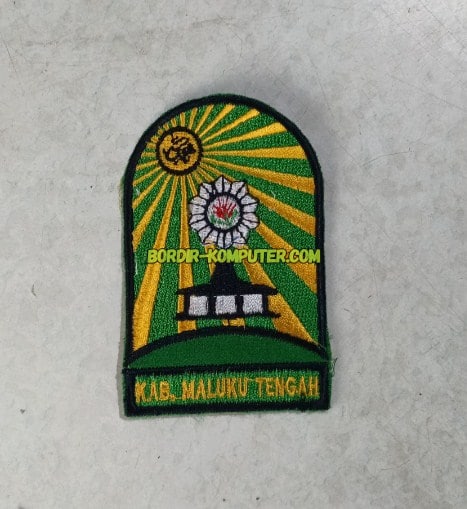 BORDIR-KOMPUTER.COM
KAB. MALUKU TENGAH